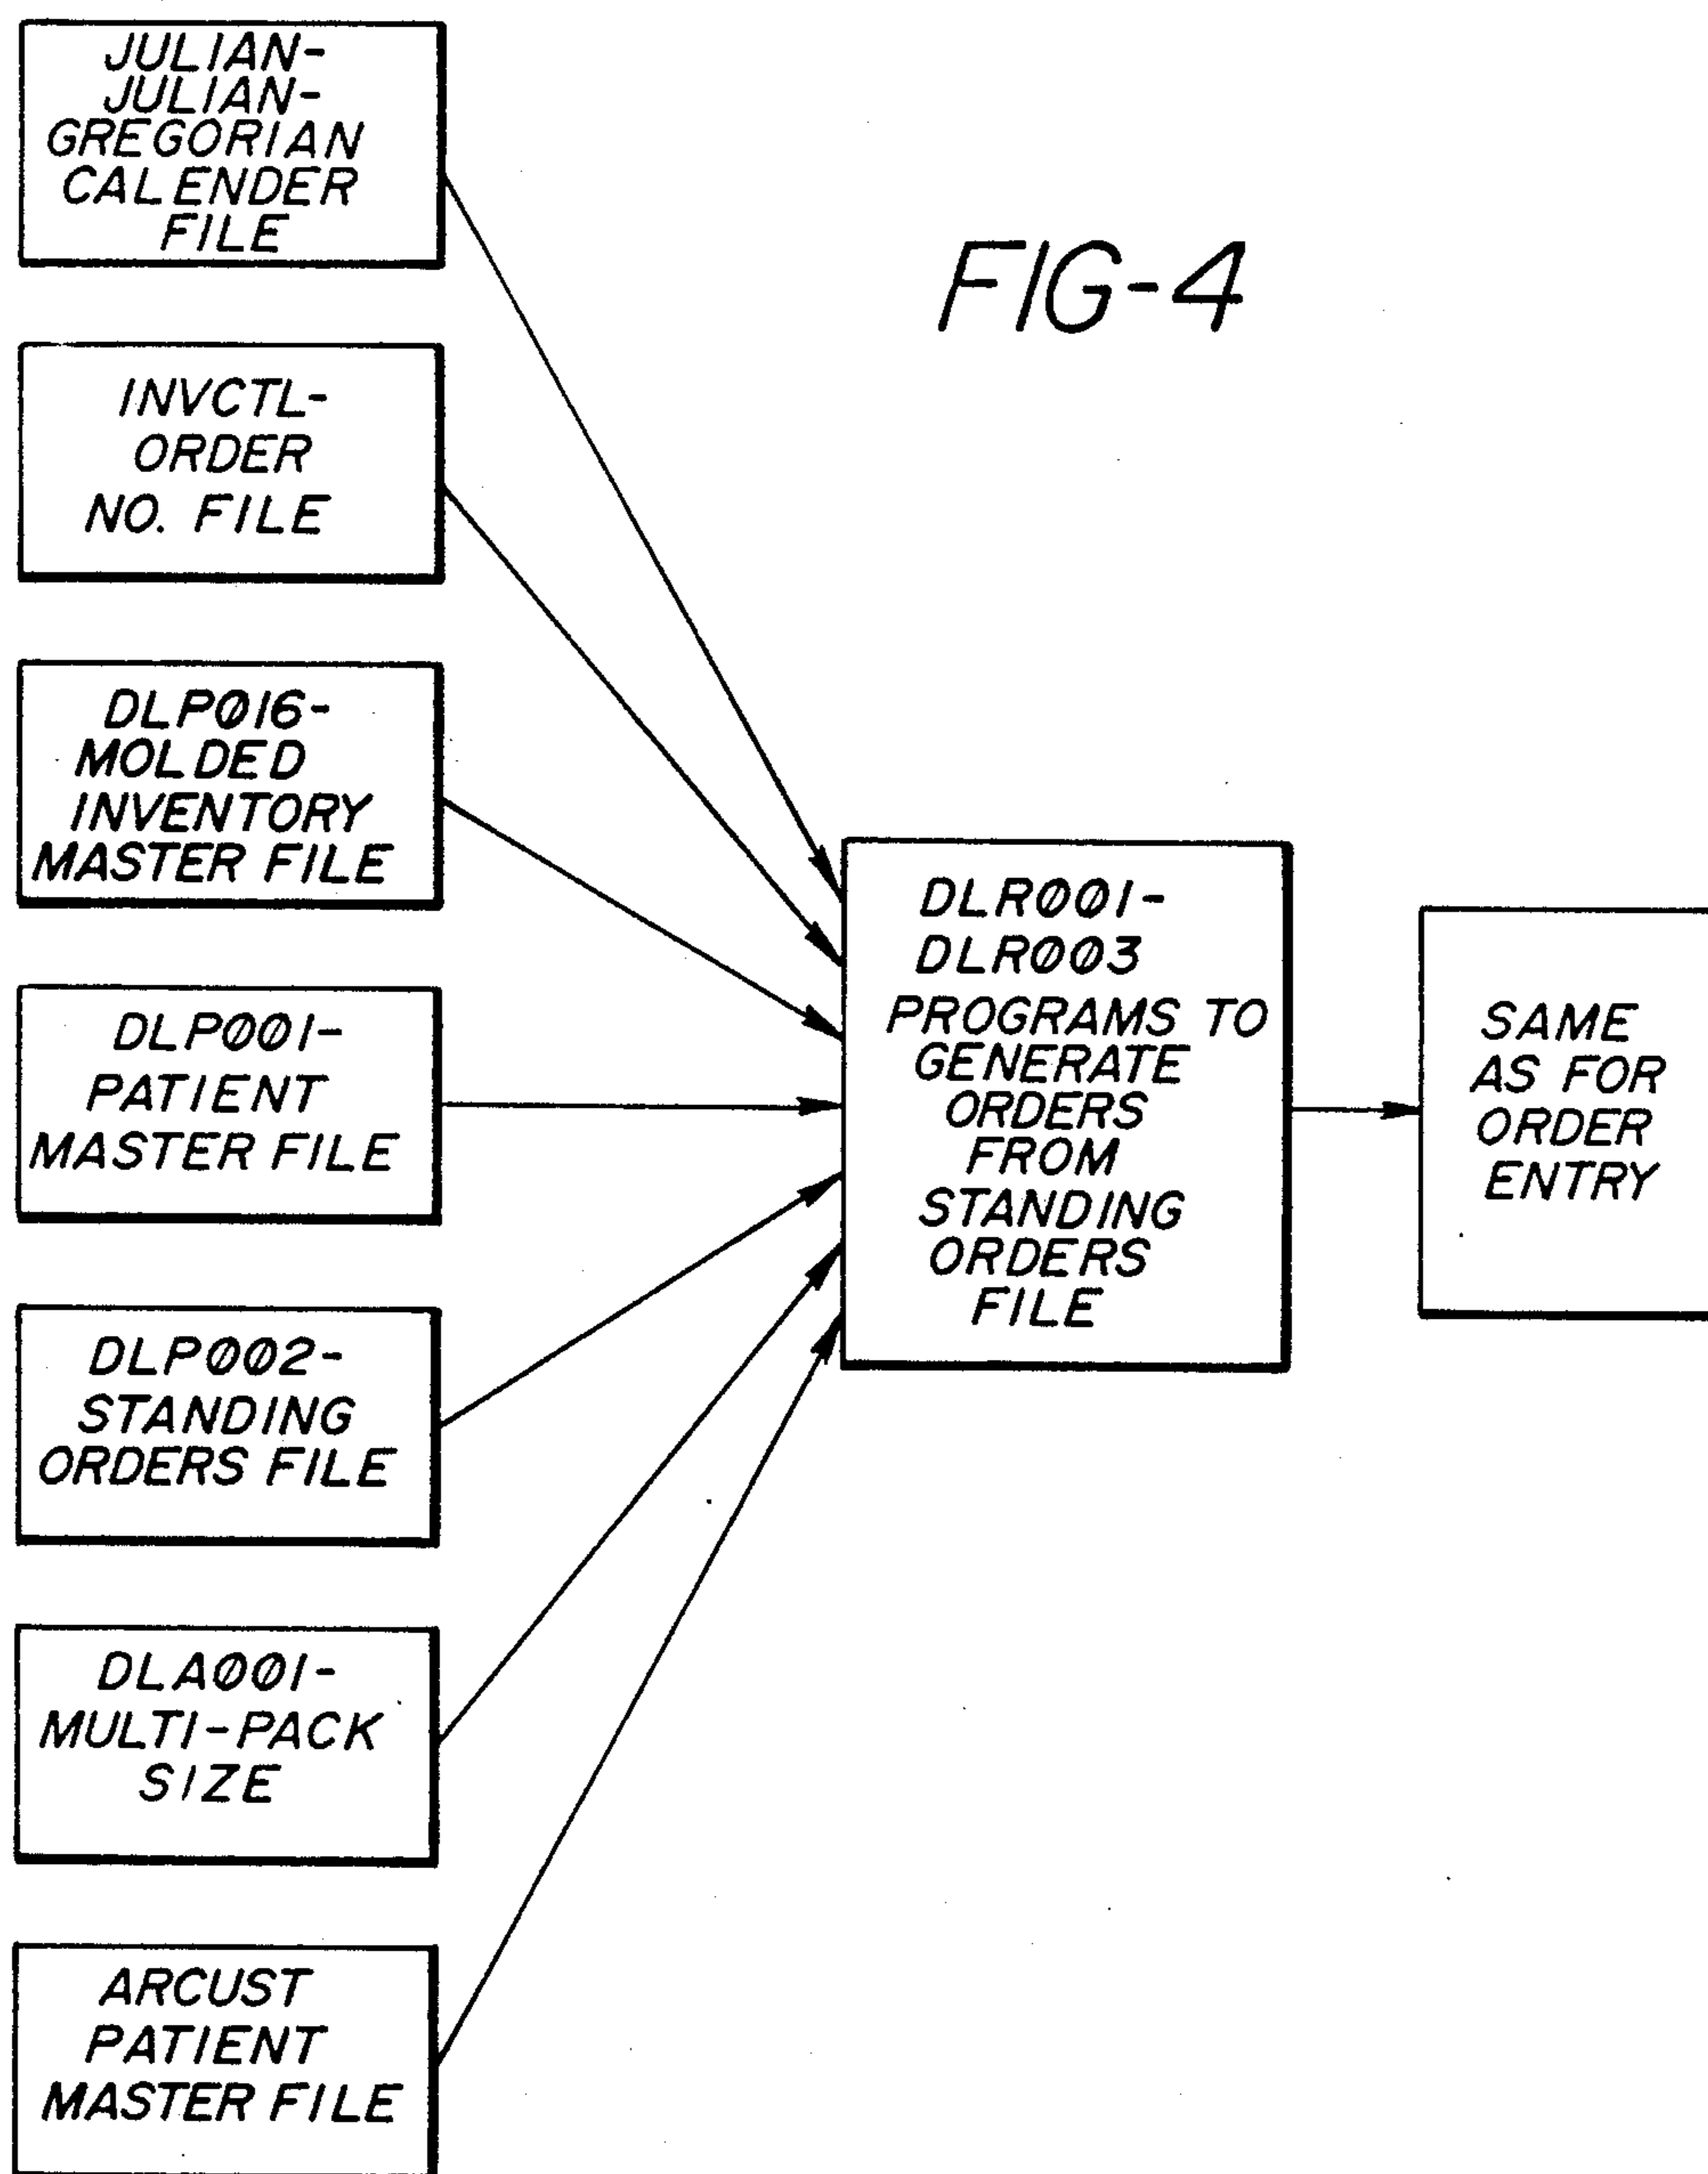 JULIAN-
JULIAN-
GREGORIAN
CALENDER
FILE
FIG-4
INVCTL-
ORDER
NO. FILE
DLPØ16-
MOLDED
INVENTORY
MASTER FILE
DLPØØ1-
PATIENT
MASTER FILE
DLPØØ2-
STANDING
ORDERS FILE
DLAØØ1-
MULTI-PACK
SIZE
ARCUST
PATIENT
MASTER FILE
DLRØØ1-
DLRØØ3
PROGRAMS TO
GENERATE
ORDERS
FROM
STANDING
ORDERS
FILE
SAME
AS FOR
ORDER
ENTRY